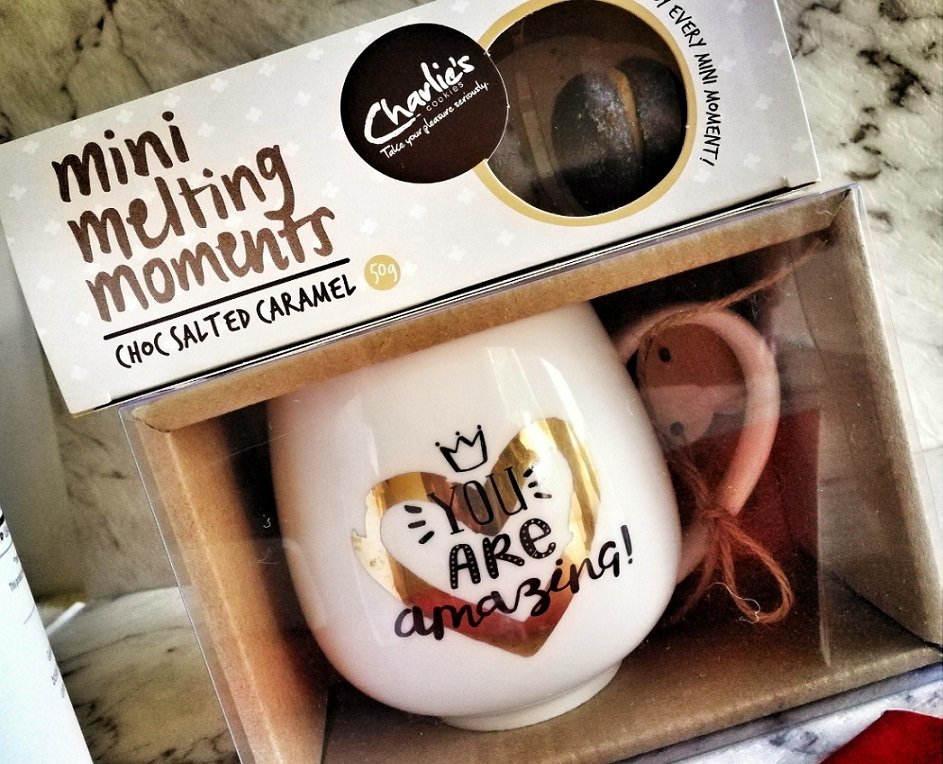 mini
melting
moments
CHOC SALTED CARAMEL
50g
Charlie's
COOKIES
Take your pleasure seriously.
EVERY MINI MOMENT!
YOU
ARE
amazing!